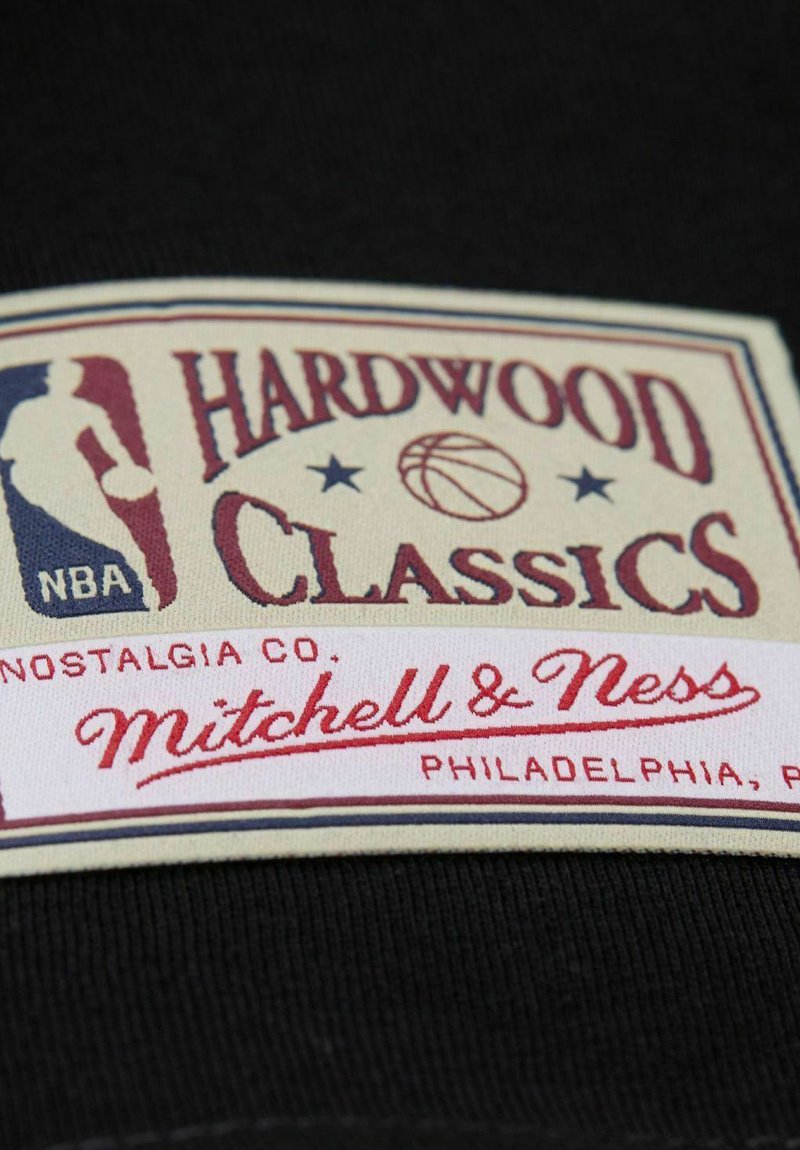 HARDWOOD
CLASSICS
NBA
NOSTALGIA CO.
Mitchell & Ness
PHILADELPHIA, P